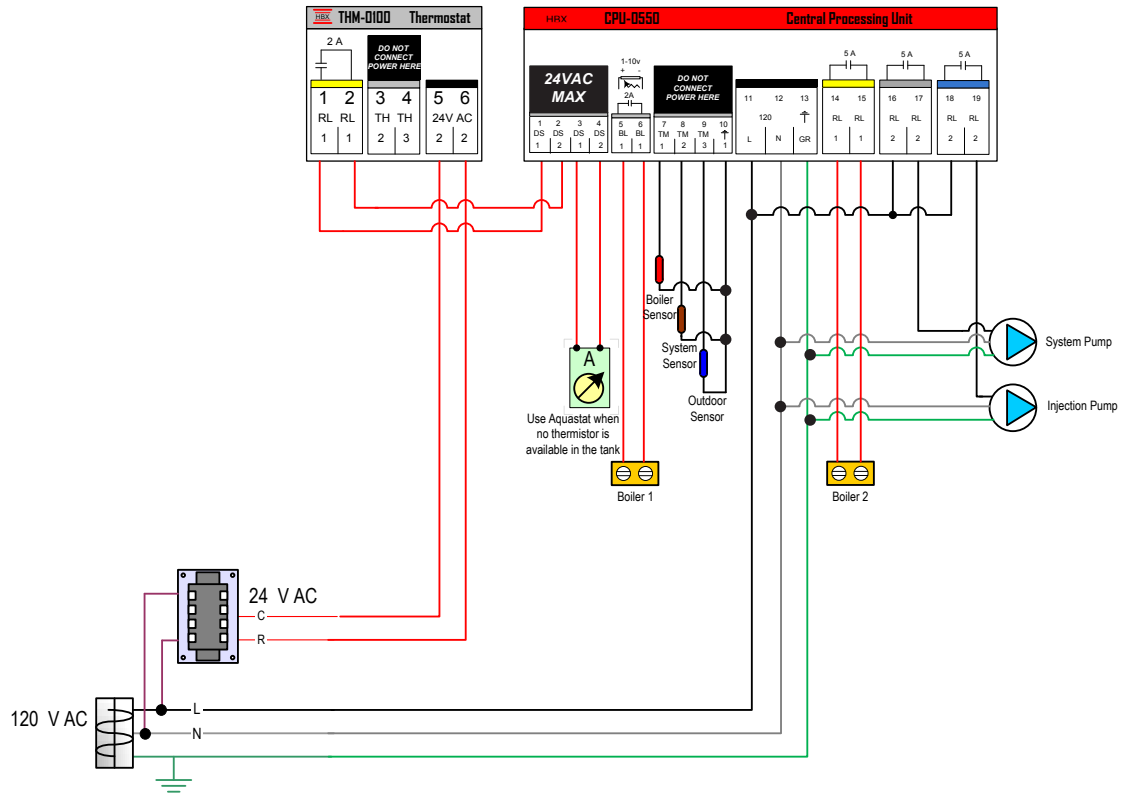 HBX THM-0100 Thermostat
2 A
DO NOT
CONNECT
POWER HERE
1 2 3 4 5 6
RL RL TH TH 24V AC
1 1 2 3 2 2
HBX CPU-0550 Central Processing Unit
24VAC
MAX
1-10v
+ -
2A
DO NOT
CONNECT
POWER HERE
5 A 5 A 5 A
1 2 3 4 5 6 7 8 9 10 11 12 13 14 15 16 17 18 19
DS DS DS DS BL BL TM TM TM 120 RL RL RL RL RL RL
1 2 1 2 1 1 1 2 3 1 L N GR 1 1 2 2 2 2
Boiler
Sensor
System
Sensor
Outdoor
Sensor
System Pump
Injection Pump
A
Use Aquastat when
no thermistor is
available in the tank
Boiler 1
Boiler 2
24 V AC
C
R
120 V AC
L
N